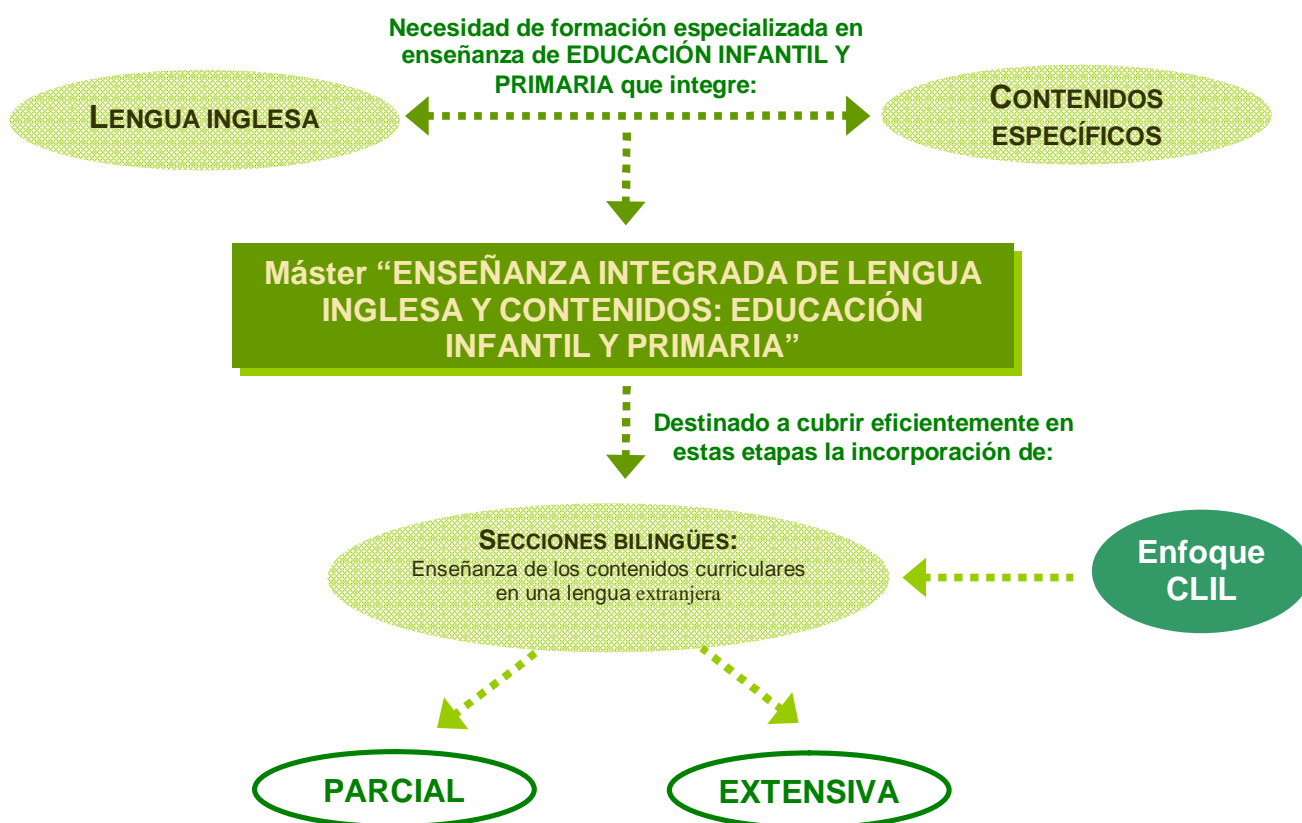 Necesidad de formación especializada en
enseñanza de EDUCACIÓN INFANTIL Y
PRIMARIA que integre:
LENGUA INGLESA
CONTENIDOS
ESPECÍFICOS
Máster “ENSEÑANZA INTEGRADA DE LENGUA
INGLESA Y CONTENIDOS: EDUCACIÓN
INFANTIL Y PRIMARIA”
Destinado a cubrir eficientemente en
estas etapas la incorporación de:
SECCIONES BILINGÜES:
Enseñanza de los contenidos curriculares
en una lengua extranjera
Enfoque
CLIL
PARCIAL
EXTENSIVA